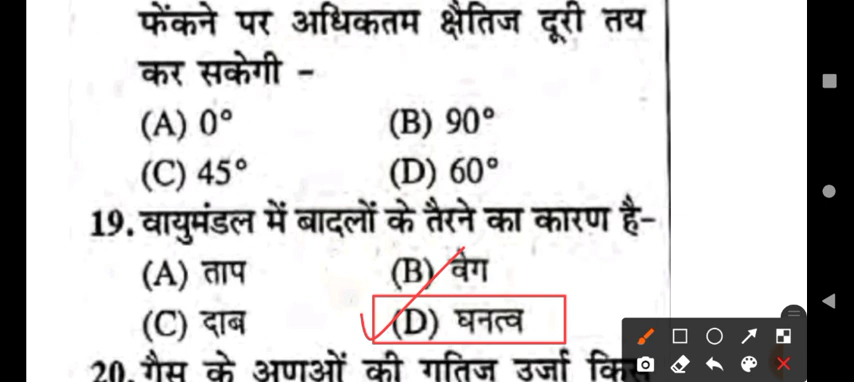 फेंकने पर अधिकतम क्षैतिज दूरी तय
कर सकेगी -
(A) 0° (B) 90°
(C) 45° (D) 60°
19. वायुमंडल में बादलों के तैरने का कारण है-
(A) ताप (B) वेग
(C) दाब (D) घनत्व
20. गैस के अणुओं की गतिज उर्जा